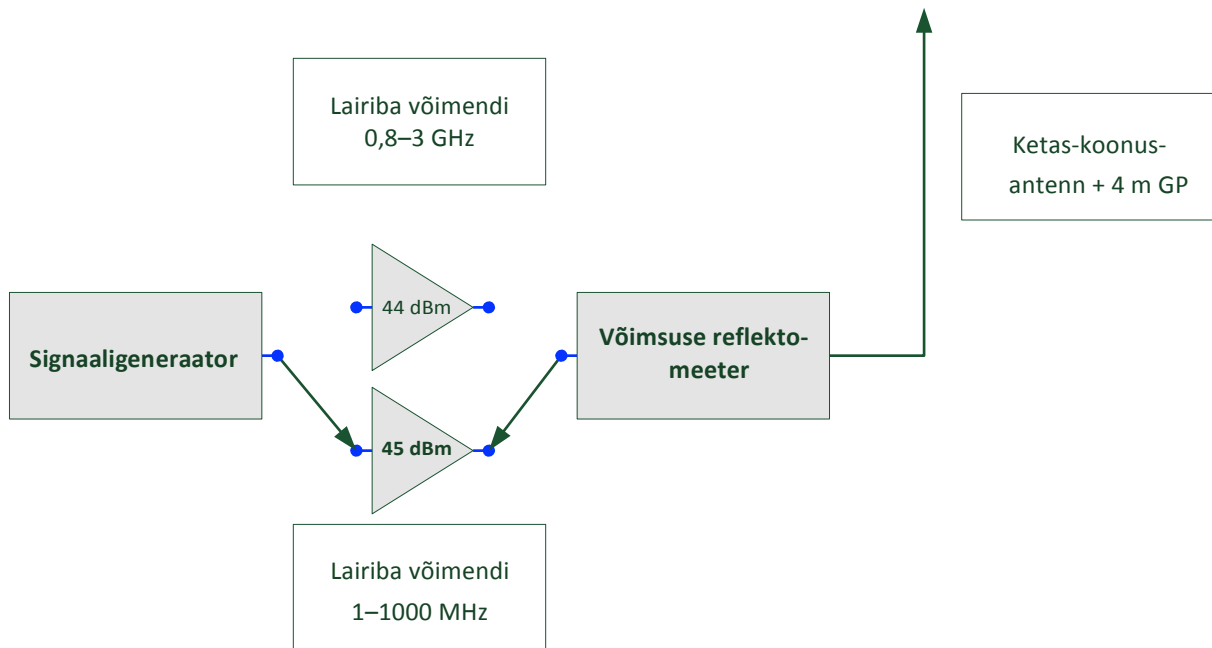 Lairiba võimendi
0,8–3 GHz
Ketas-koonus-
antenn + 4 m GP
44 dBm
Signaaligeneraator
Võimsuse reflekto-
meeter
45 dBm
Lairiba võimendi
1–1000 MHz